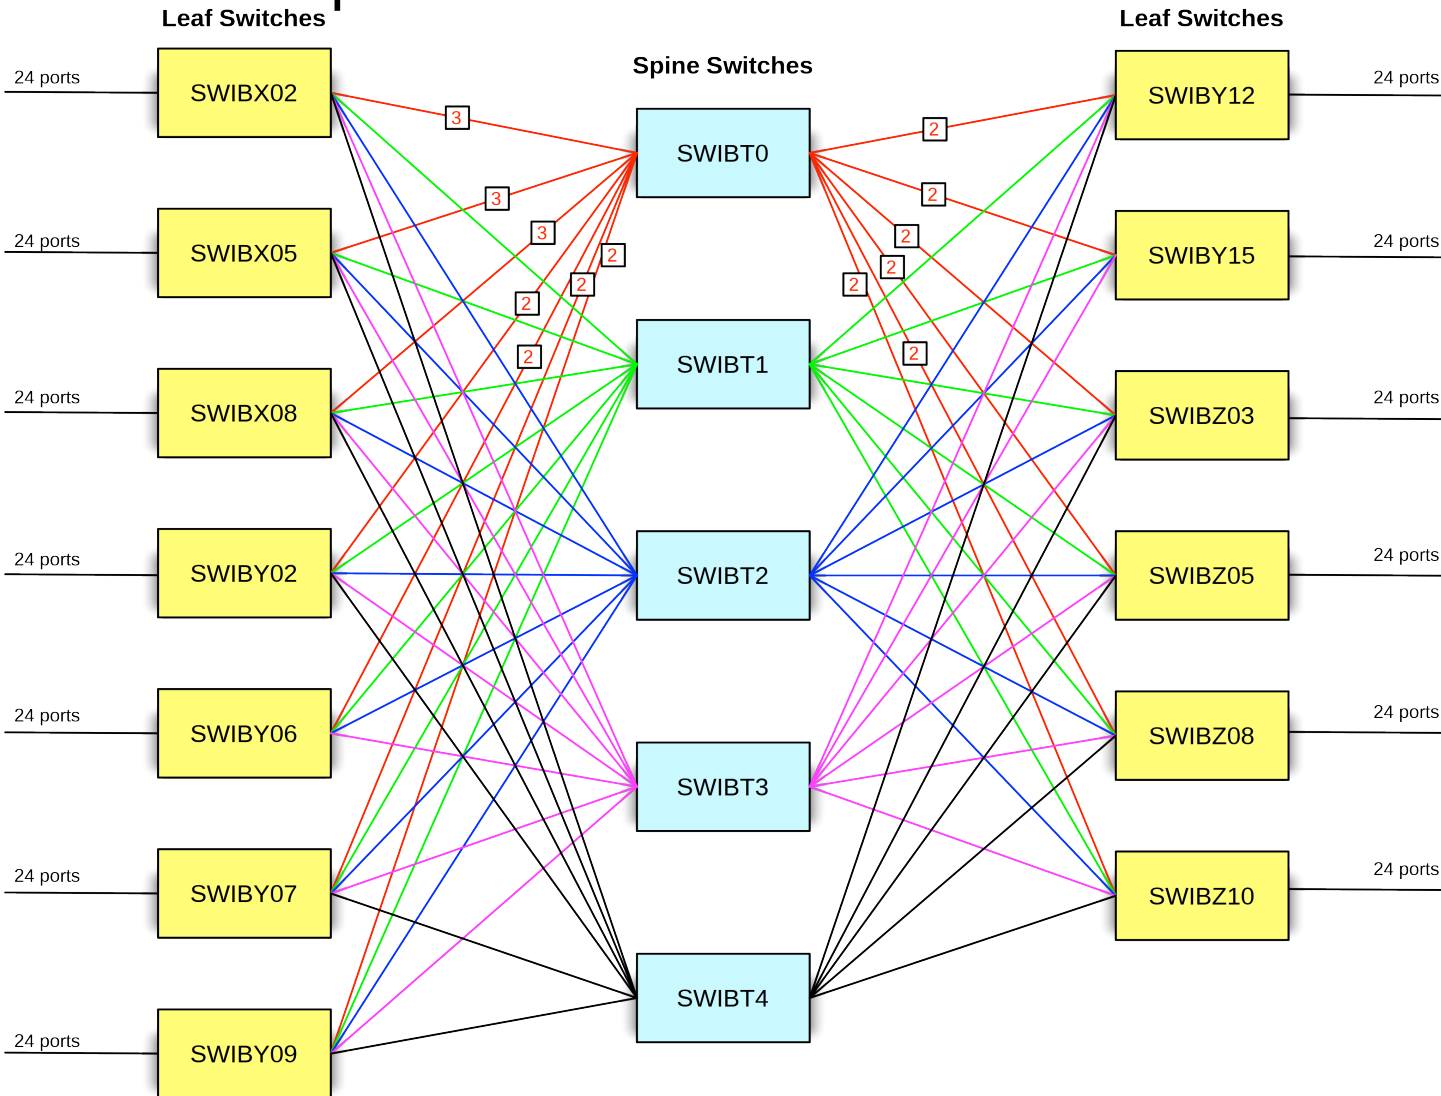 Leaf Switches
Leaf Switches
Spine Switches
24 ports
SWIBX02
SWIBY12
24 ports
3
2
SWIBT0
3
2
24 ports
SWIBX05
SWIBY15
24 ports
3
2
2
2
2
2
2
2
2
2
24 ports
SWIBX08
SWIBT1
SWIBZ03
24 ports
24 ports
SWIBY02
SWIBT2
SWIBZ05
24 ports
24 ports
SWIBY06
SWIBT3
SWIBZ08
24 ports
24 ports
SWIBY07
SWIBZ10
24 ports
24 ports
SWIBY09
SWIBT4